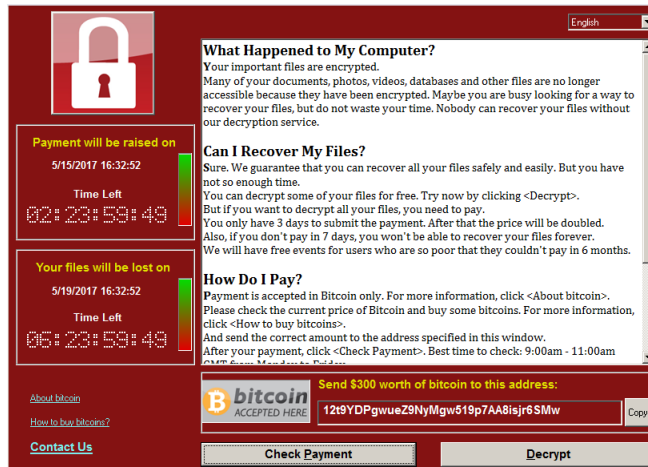 English
What Happened to My Computer?
Your important files are encrypted.
Many of your documents, photos, videos, databases and other files are no longer
accessible because they have been encrypted. Maybe you are busy looking for a way to
recover your files, but do not waste your time. Nobody can recover your files without
our decryption service.
Can I Recover My Files?
Sure. We guarantee that you can recover all your files safely and easily. But you have
not so enough time.
You can decrypt some of your files for free. Try now by clicking <Decrypt>.
But if you want to decrypt all your files, you need to pay.
You only have 3 days to submit the payment. After that the price will be doubled.
Also, if you don't pay in 7 days, you won't be able to recover your files forever.
We will have free events for users who are so poor that they couldn't pay in 6 months.
How Do I Pay?
Payment is accepted in Bitcoin only. For more information, click <About bitcoin>.
Please check the current price of Bitcoin and buy some bitcoins. For more information,
click <How to buy bitcoins>.
And send the correct amount to the address specified in this window.
After your payment, click <Check Payment>. Best time to check: 9:00am - 11:00am
GMT from Monday to Friday.
Payment will be raised on
5/15/2017 16:32:52
Time Left
02:23:59:49
Your files will be lost on
5/19/2017 16:32:52
Time Left
06:23:59:49
About bitcoin
How to buy bitcoins?
Contact Us
bitcoin
ACCEPTED HERE
Send $300 worth of bitcoin to this address:
12t9YDPgwueZ9NyMgw519p7AA8isjr6SMw
Copy
Check Payment
Decrypt